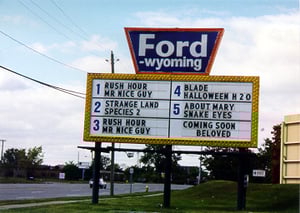 Ford
-wyoming
1 RUSH HOUR
MR NICE GUY
2 STRANGE LAND
SPECIES 2
3 RUSH HOUR
MR NICE GUY
4 BLADE
HALLOWEEN H2O
5 ABOUT MARY
SNAKE EYES
COMING SOON
BELOVED